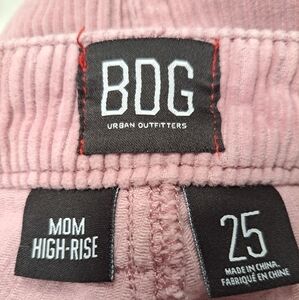 BDG
URBAN OUTFITTERS
MOM
HIGH-RISE
25
MADE IN CHINA.
FABRIQUÉ EN CHINE